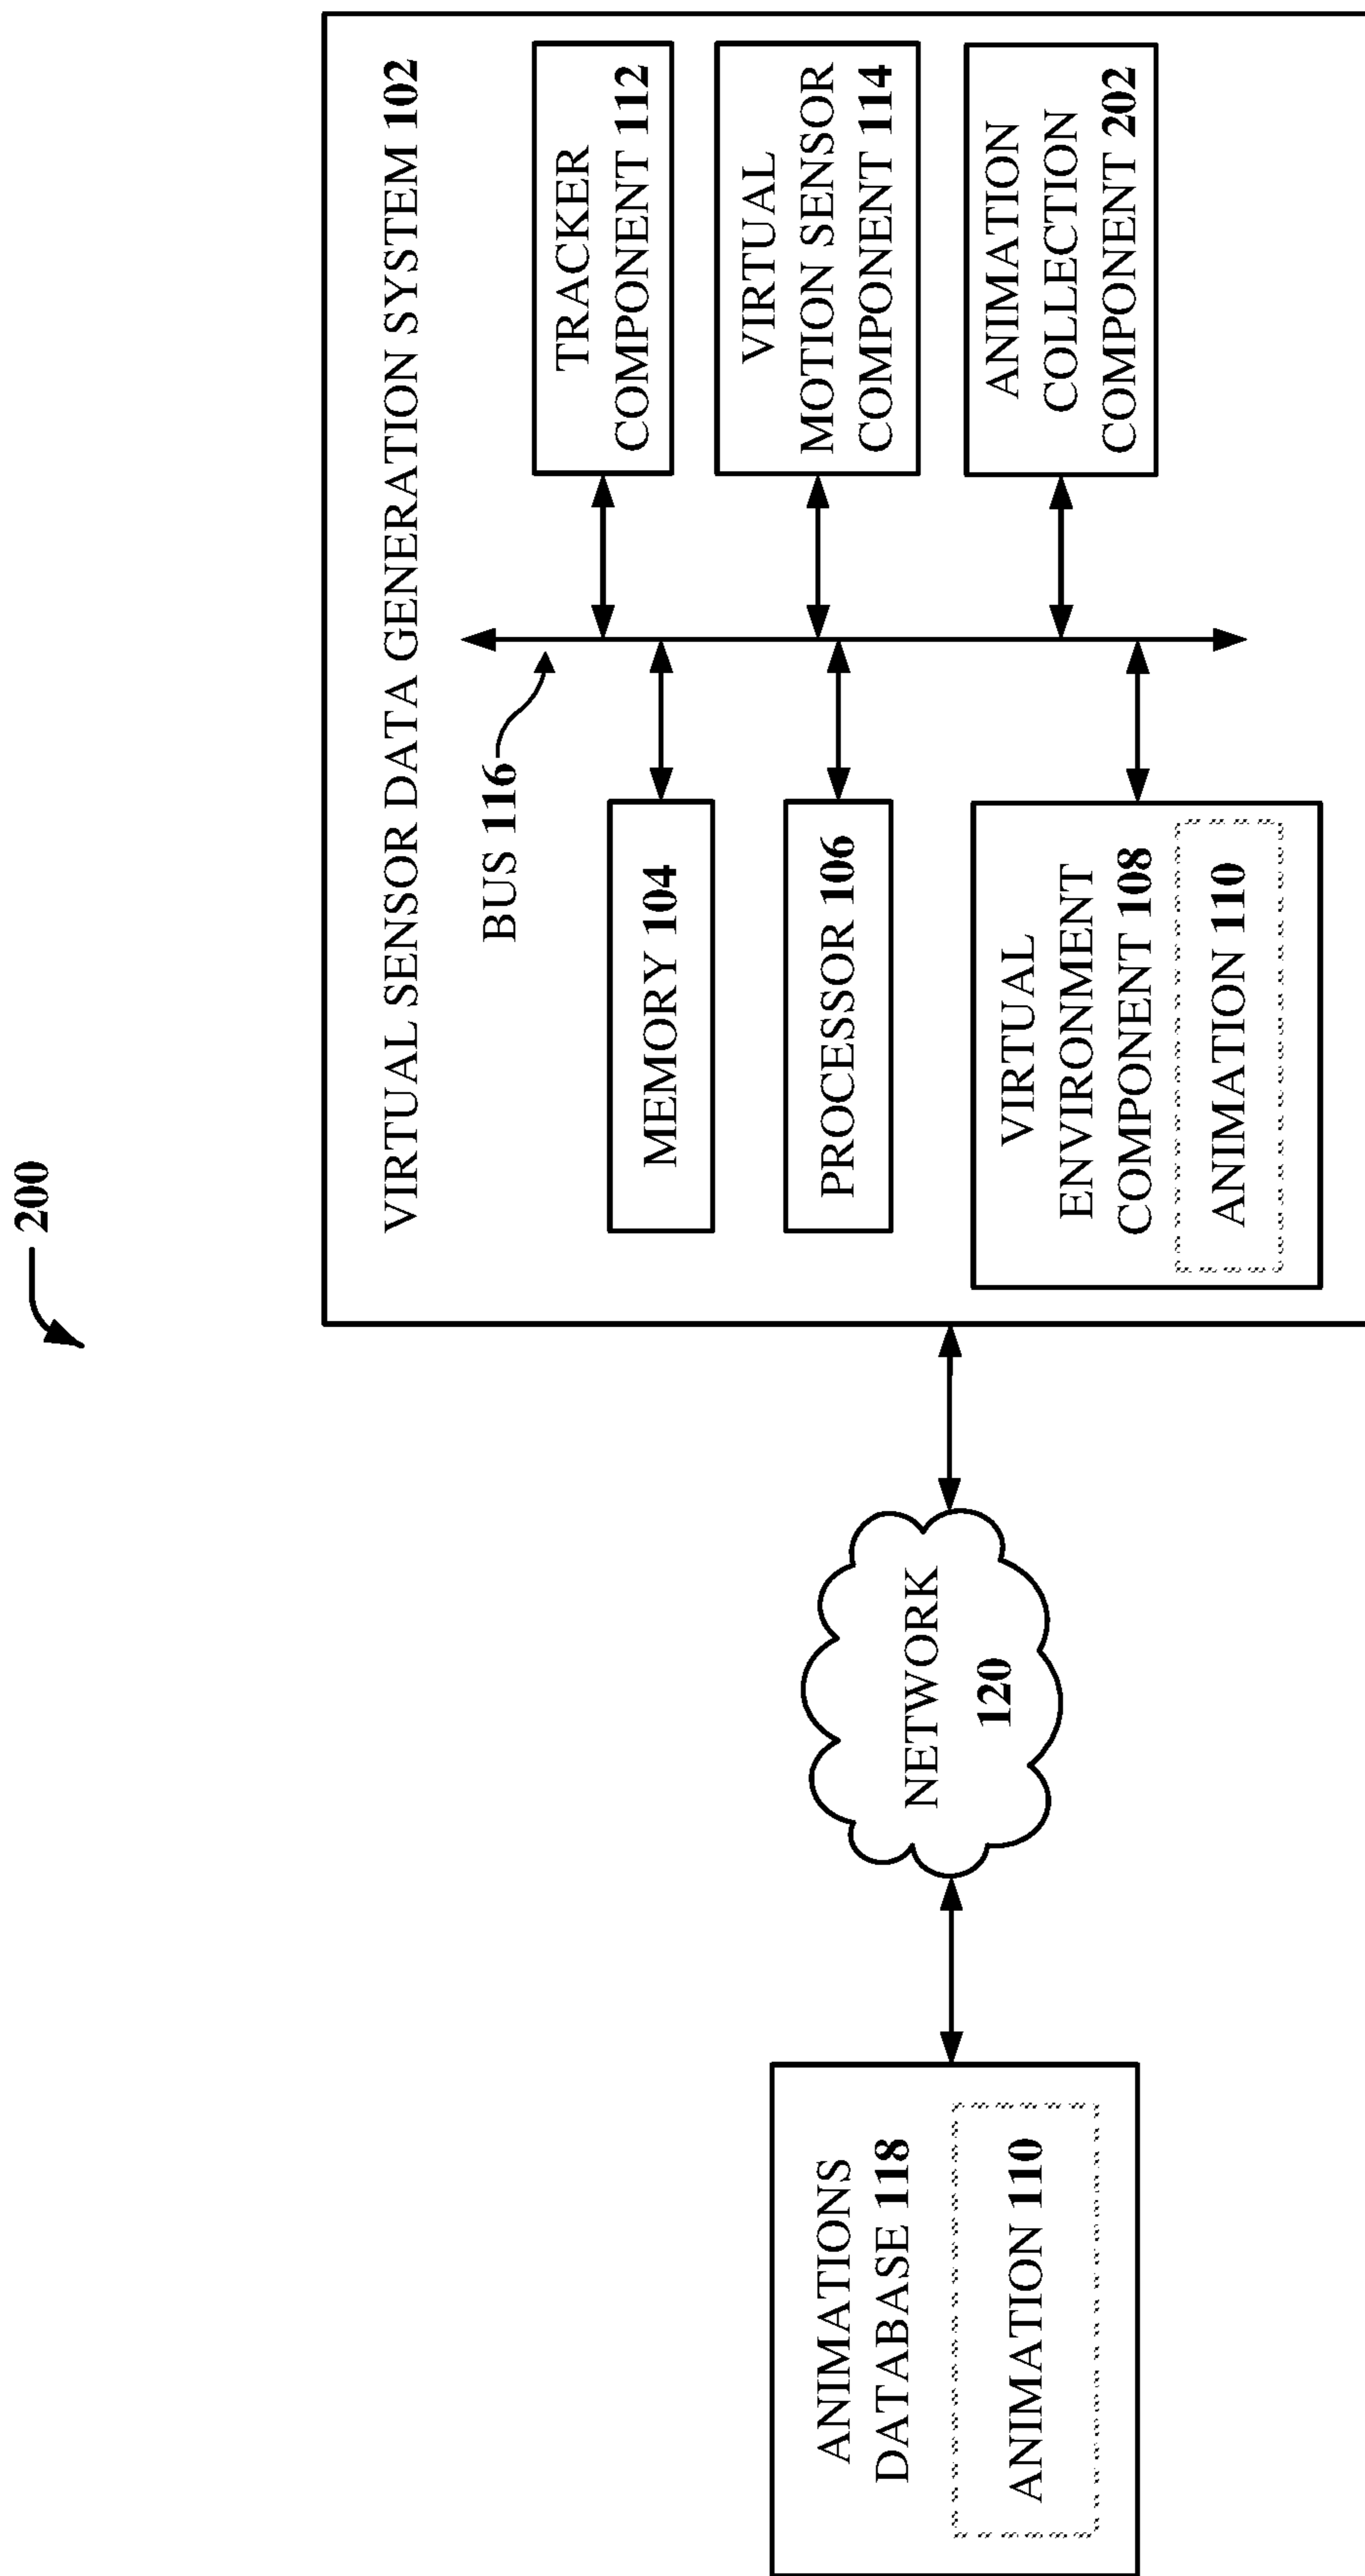 200
VIRTUAL SENSOR DATA GENERATION SYSTEM 102
BUS 116
MEMORY 104
PROCESSOR 106
VIRTUAL
ENVIRONMENT
COMPONENT 108
ANIMATION 110
TRACKER
COMPONENT 112
VIRTUAL
MOTION SENSOR
COMPONENT 114
ANIMATION
COLLECTION
COMPONENT 202
NETWORK
120
ANIMATIONS
DATABASE 118
ANIMATION 110